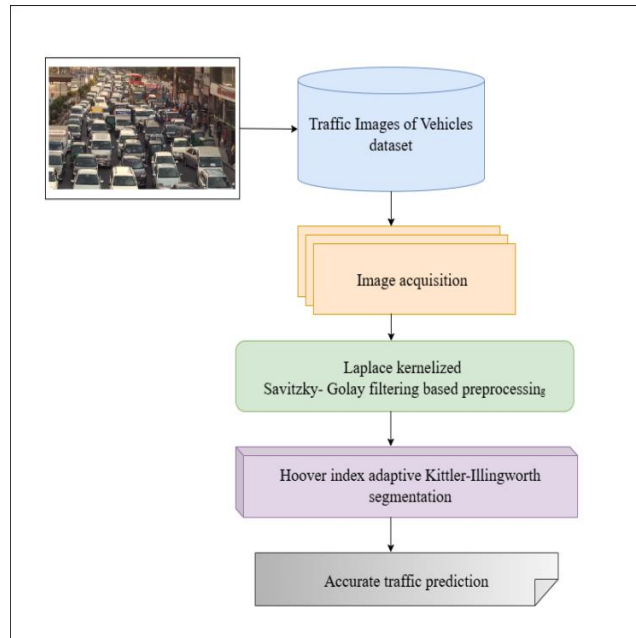 Traffic Images of Vehicles
dataset
Image acquisition
Laplace kernelized
Savitzky- Golay filtering based preprocessing
Hoover index adaptive Kittler-Illingworth
segmentation
Accurate traffic prediction